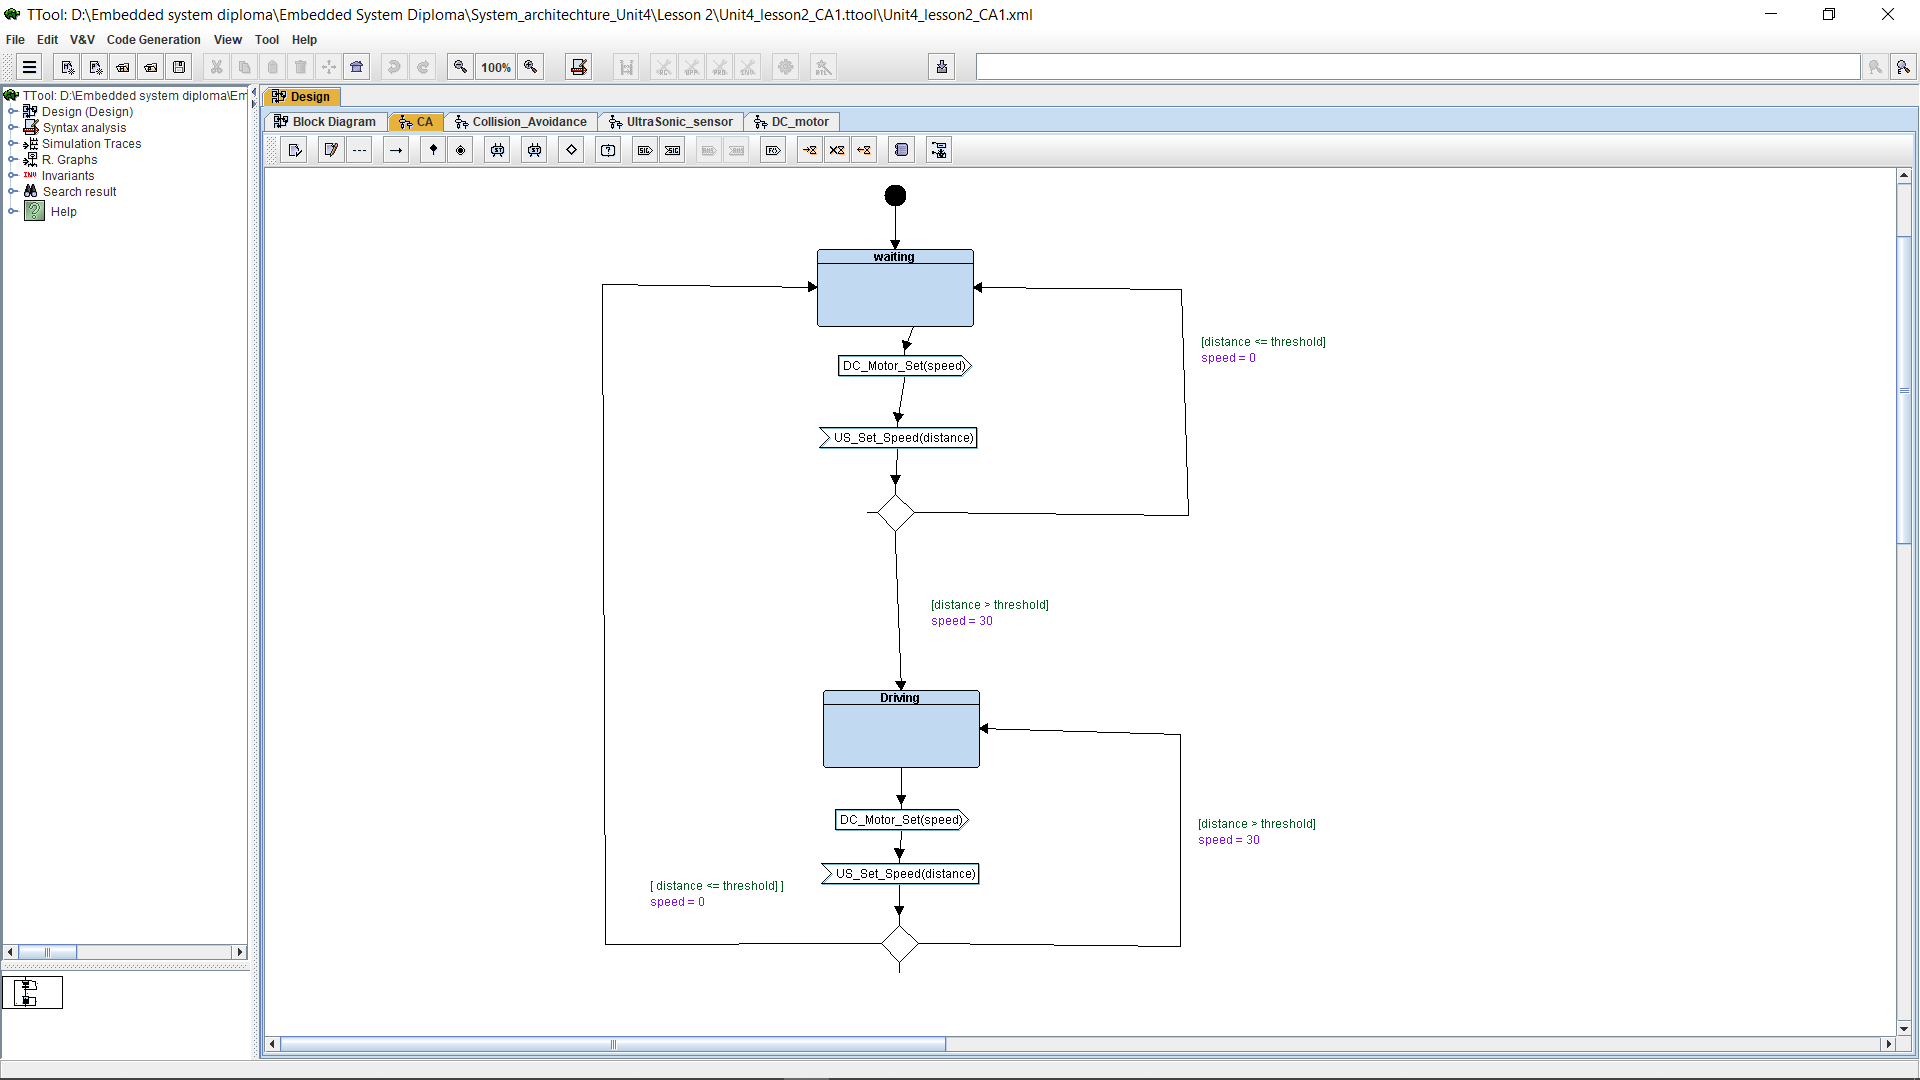 TTool: D:\Embedded system diploma\Embedded System Diploma\System_architechture_Unit4\Lesson 2\Unit4_lesson2_CA1.ttool\Unit4_lesson2_CA1.xml
File Edit V&V Code Generation View Tool Help
100%
TTool: D:\Embedded system diploma\Em
Design (Design)
Syntax analysis
Simulation Traces
R. Graphs
INV Invariants
Search result
? Help
Design
Block Diagram CA Collision_Avoidance UltraSonic_sensor DC_motor
waiting
[distance <= threshold]
speed = 0
DC_Motor_Set(speed)
US_Set_Speed(distance)
[distance > threshold]
speed = 30
Driving
DC_Motor_Set(speed)
[distance > threshold]
speed = 30
US_Set_Speed(distance)
[ distance <= threshold] ]
speed = 0